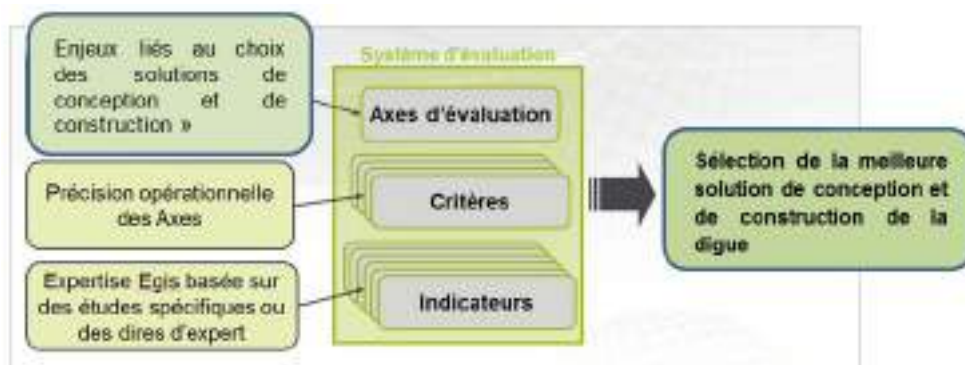 Enjeux liés au choix
des solutions de
conception et de
construction »
Précision opérationnelle
des Axes
Expertise Egis basée sur
des études spécifiques ou
des dires d'expert
Système d'évaluation
Axes d'évaluation
Critères
Indicateurs
Sélection de la meilleure
solution de conception et
de construction de la
digue